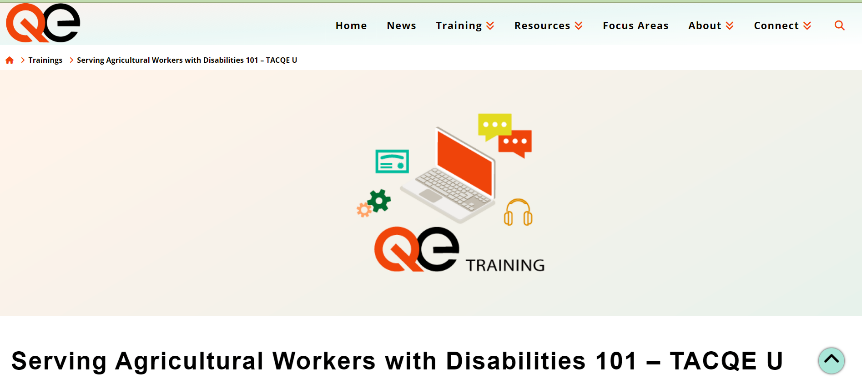 QE
Home News Training Resources Focus Areas About Connect
Trainings Serving Agricultural Workers with Disabilities 101 – TACQE U
QE TRAINING
Serving Agricultural Workers with Disabilities 101 – TACQE U